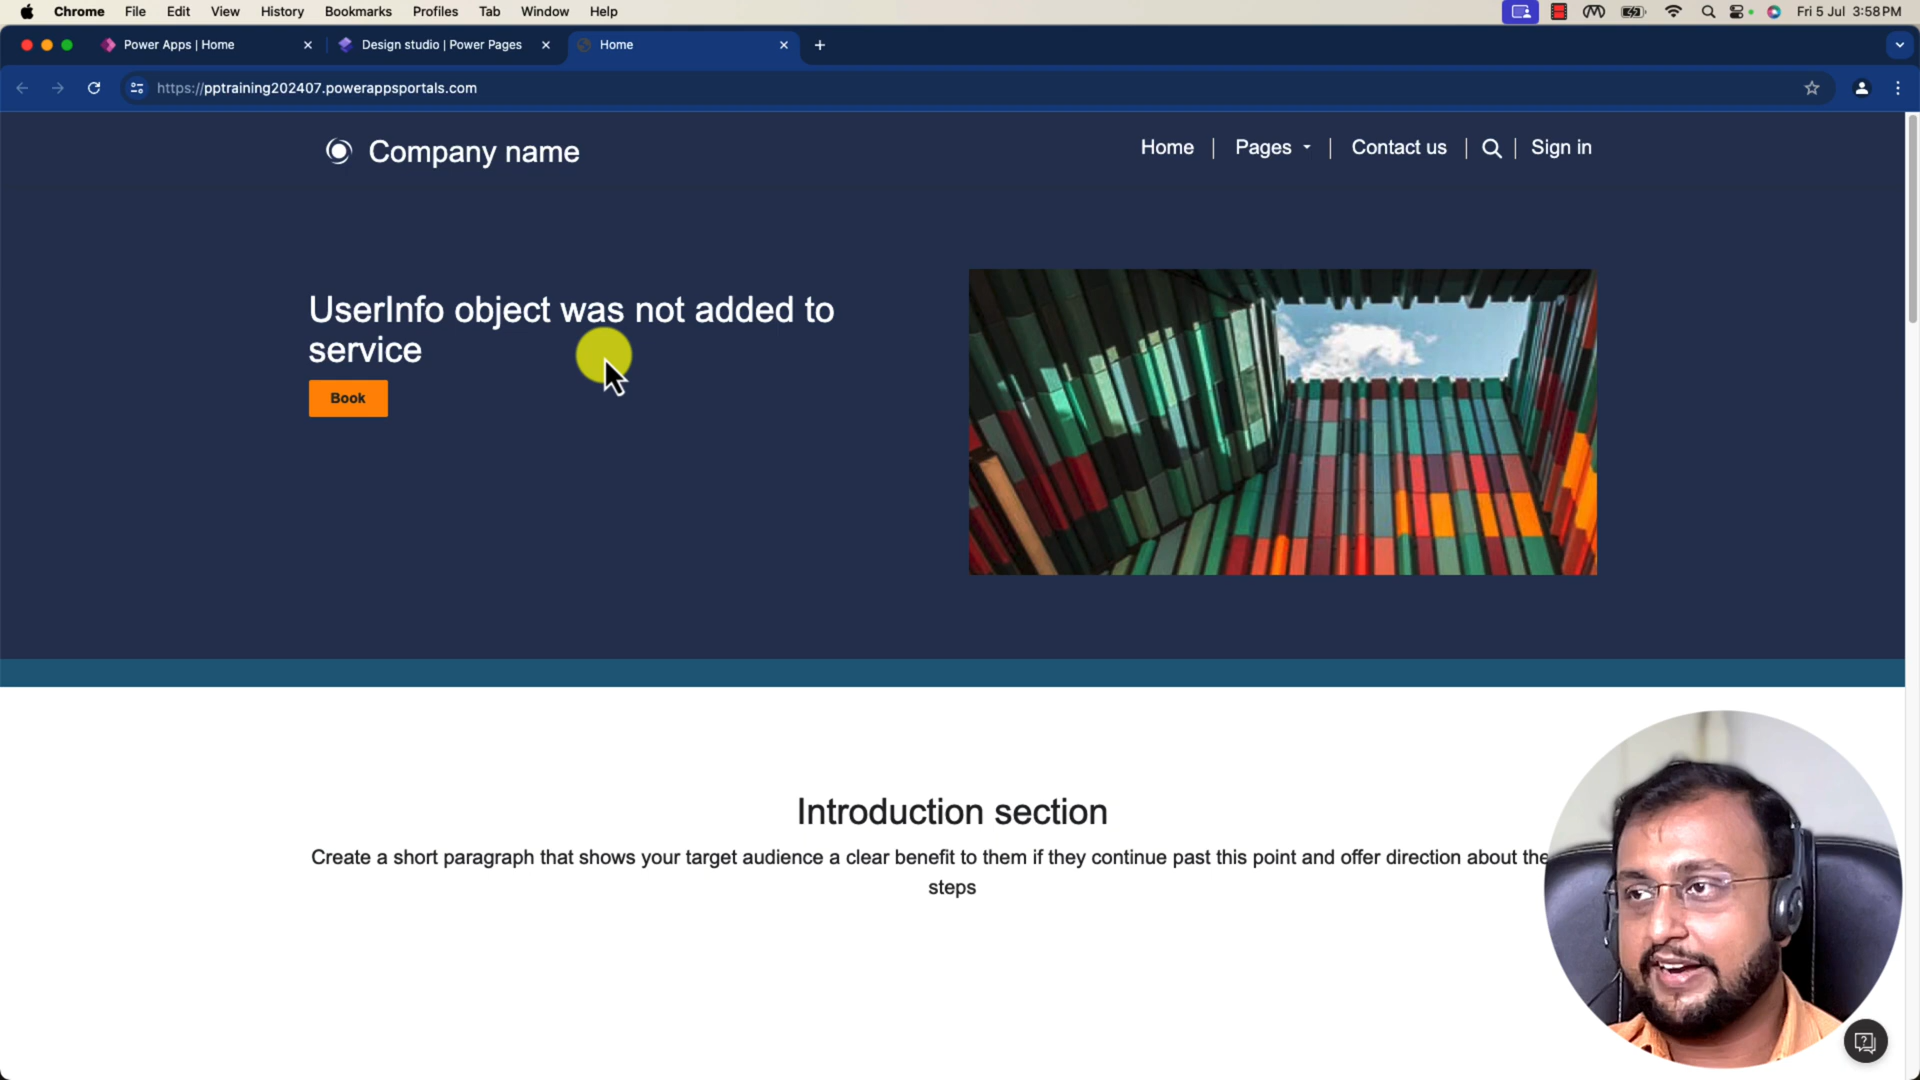 Chrome File Edit View History Bookmarks Profiles Tab Window Help Fri 5 Jul 3:58 PM
Power Apps | Home Design studio | Power Pages Home
https://pptraining202407.powerappsportals.com
Company name Home | Pages | Contact us | Sign in
UserInfo object was not added to
service
Book
Introduction section
Create a short paragraph that shows your target audience a clear benefit to them if they continue past this point and offer direction about the
steps